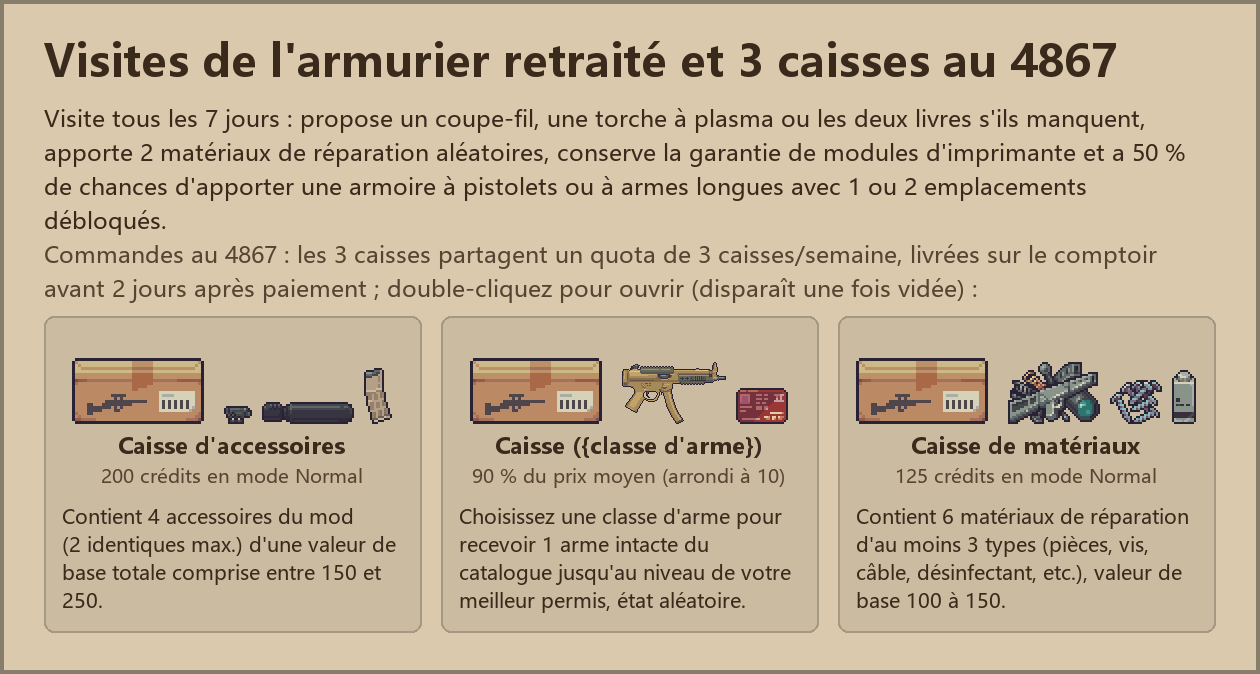 Visites de l'armurier retraité et 3 caisses au 4867
Visite tous les 7 jours : propose un coupe-fil, une torche à plasma ou les deux livres s'ils manquent,
apporte 2 matériaux de réparation aléatoires, conserve la garantie de modules d'imprimante et a 50 %
de chances d'apporter une armoire à pistolets ou à armes longues avec 1 ou 2 emplacements
débloqués.
Commandes au 4867 : les 3 caisses partagent un quota de 3 caisses/semaine, livrées sur le comptoir
avant 2 jours après paiement ; double-cliquez pour ouvrir (disparaît une fois vidée) :
Caisse d'accessoires
200 crédits en mode Normal
Contient 4 accessoires du mod
(2 identiques max.) d'une valeur de
base totale comprise entre 150 et
250.
Caisse ({classe d'arme})
90 % du prix moyen (arrondi à 10)
Choisissez une classe d'arme pour
recevoir 1 arme intacte du
catalogue jusqu'au niveau de votre
meilleur permis, état aléatoire.
Caisse de matériaux
125 crédits en mode Normal
Contient 6 matériaux de réparation
d'au moins 3 types (pièces, vis,
câble, désinfectant, etc.), valeur de
base 100 à 150.